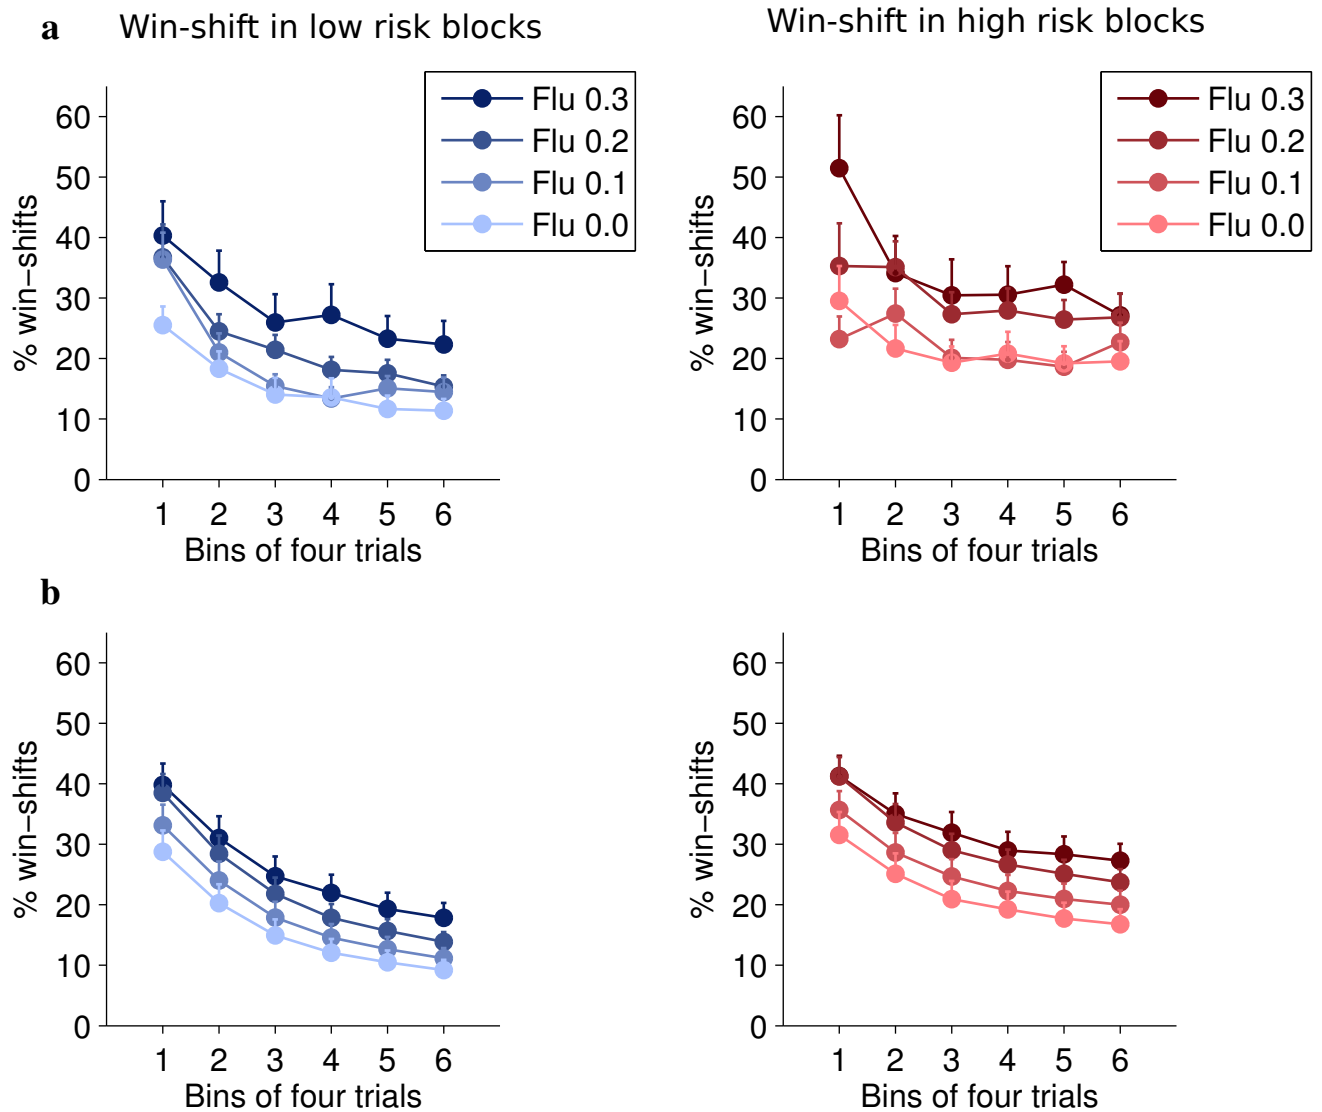 a
Win-shift in low risk blocks
Win-shift in high risk blocks
Flu 0.3
Flu 0.2
Flu 0.1
Flu 0.0
% win-shifts
60
50
40
30
20
10
0
1 2 3 4 5 6
Bins of four trials
Flu 0.3
Flu 0.2
Flu 0.1
Flu 0.0
% win-shifts
60
50
40
30
20
10
0
1 2 3 4 5 6
Bins of four trials
b
% win-shifts
60
50
40
30
20
10
0
1 2 3 4 5 6
Bins of four trials
% win-shifts
60
50
40
30
20
10
0
1 2 3 4 5 6
Bins of four trials